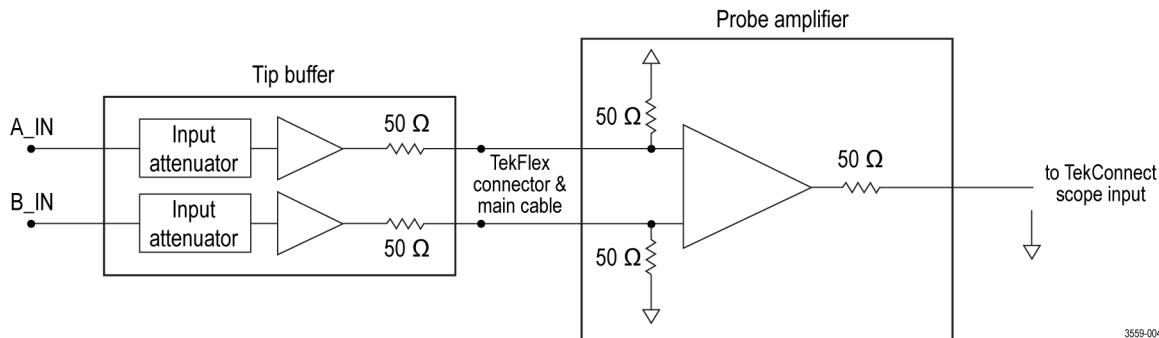 Probe amplifier
Tip buffer
A_IN
Input
attenuator
50 Ω
50 Ω
50 Ω
TekFlex
connector &
main cable
to TekConnect
scope input
B_IN
Input
attenuator
50 Ω
50 Ω
3559-004